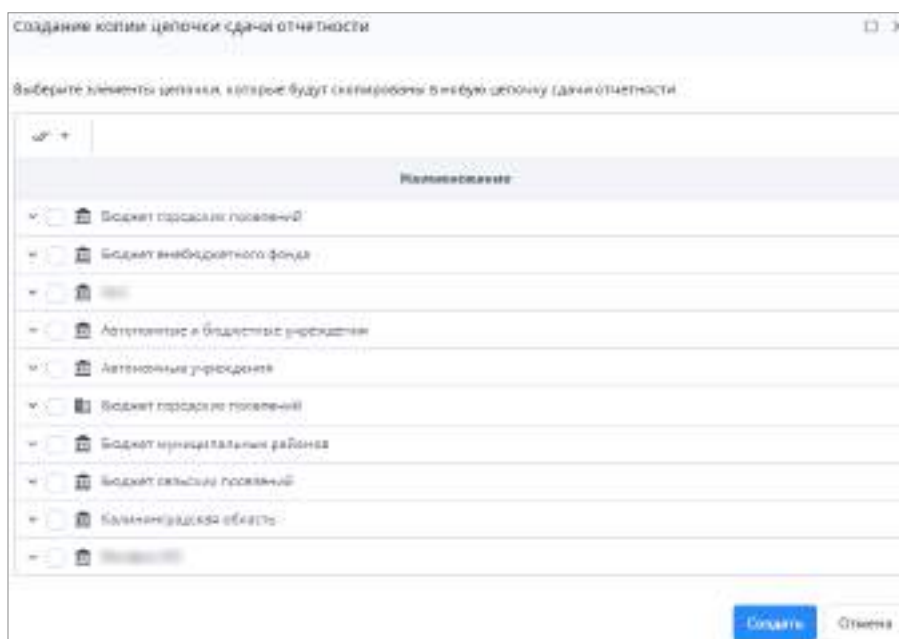 Создание копии цепочки сдачи отчетности
Выберите элементы цепочки, которые будут скопированы в новую цепочку сдачи отчетности
Наименование
Бюджет городских поселений
Бюджет внебюджетного фонда
Автономные и бюджетные учреждения
Автономные учреждения
Бюджет городских поселений
Бюджет муниципальных районов
Бюджет сельских поселений
Калининградская область
Создать Отмена